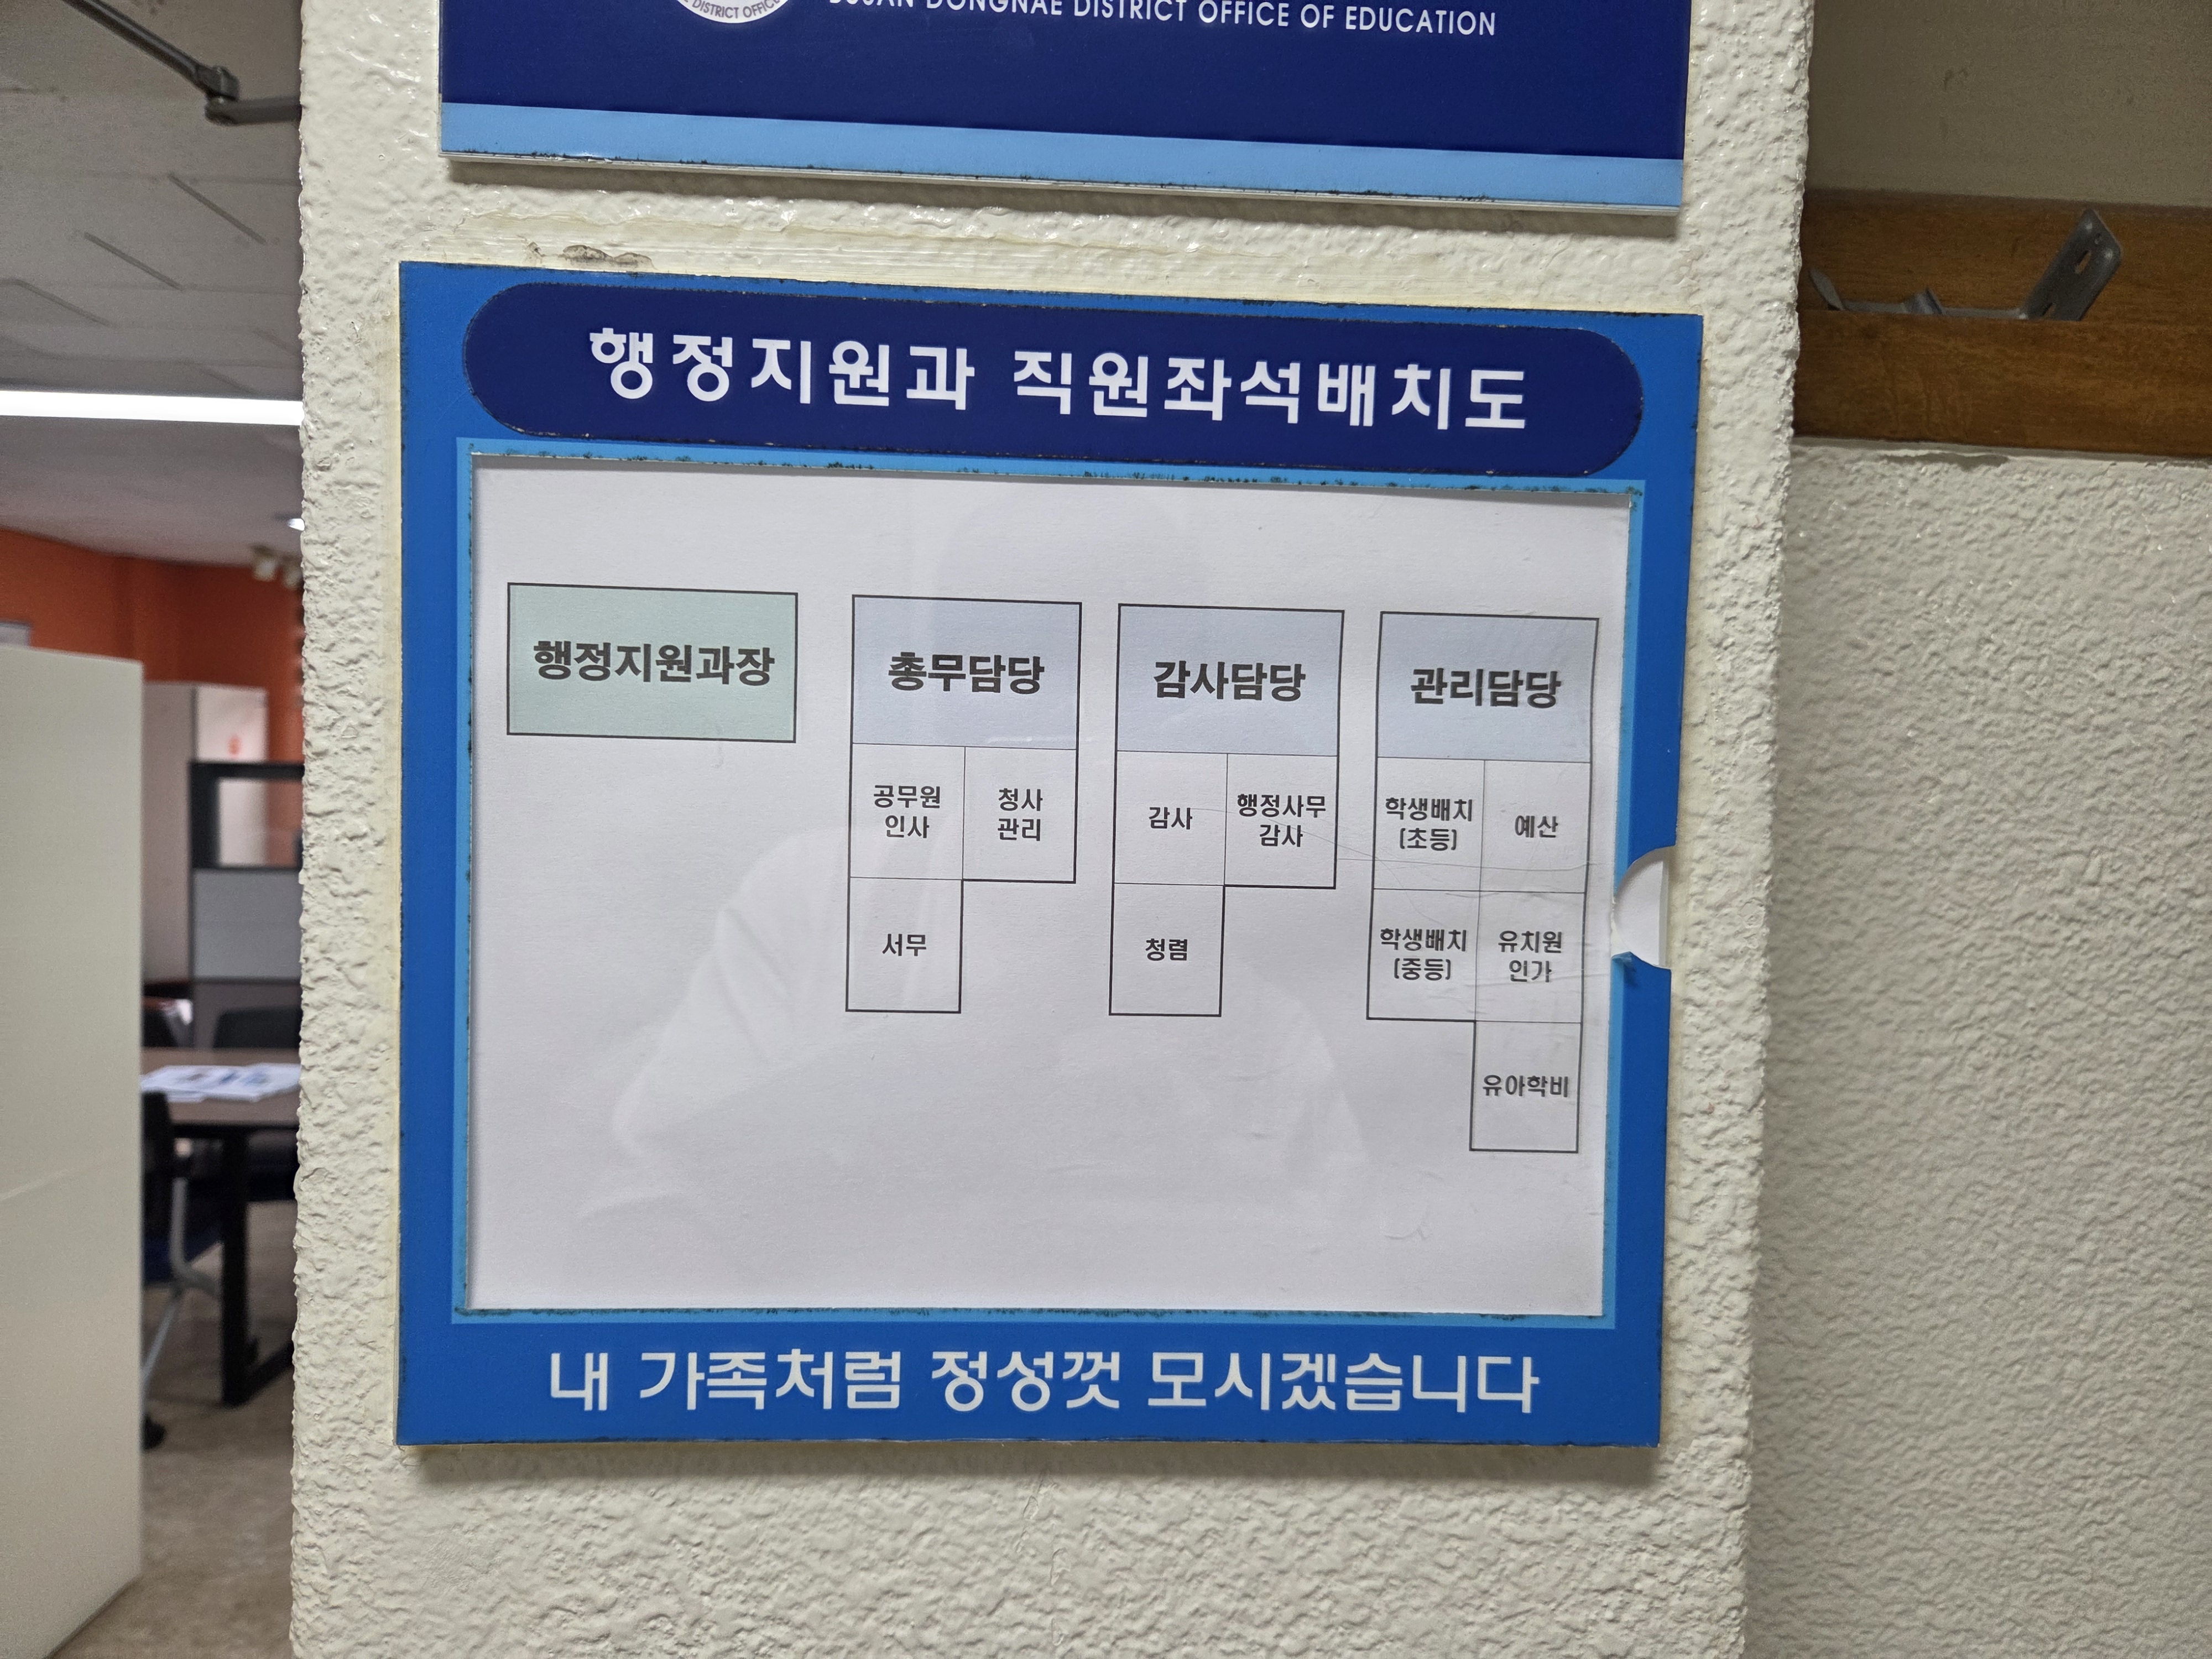 DISTRICT OFFICE
BUSAN DONGNAE DISTRICT OFFICE OF EDUCATION
행정지원과 직원좌석배치도
행정지원과장
총무담당
공무원
인사
청사
관리
서무
감사담당
감사
행정사무
감사
청렴
관리담당
학생배치
(초등)
예산
학생배치
(중등)
유치원
인가
유아학비
내 가족처럼 정성껏 모시겠습니다